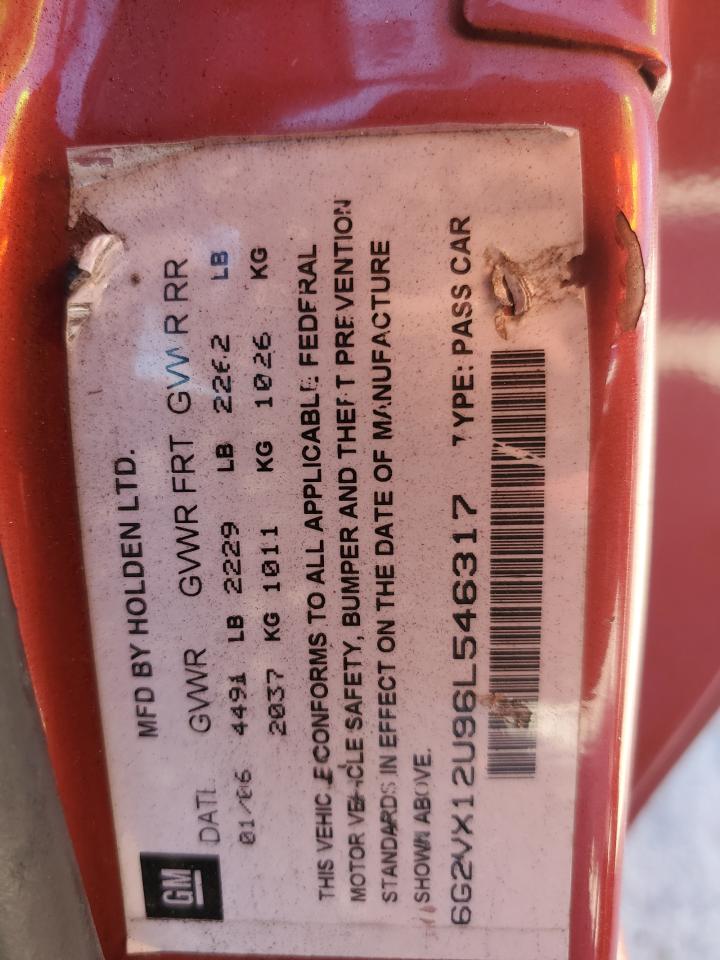 MFD BY HOLDEN LTD.
GM
DATE GVWR GVWR FRT GVWR RR
01/06 4491 LB 2229 LB 2262 LB
2037 KG 1011 KG 1026 KG
THIS VEHICLE CONFORMS TO ALL APPLICABLE FEDERAL
MOTOR VEHICLE SAFETY, BUMPER AND THEFT PREVENTION
STANDARDS IN EFFECT ON THE DATE OF MANUFACTURE
SHOWN ABOVE.
6G2VX12U96L546317 TYPE: PASS CAR